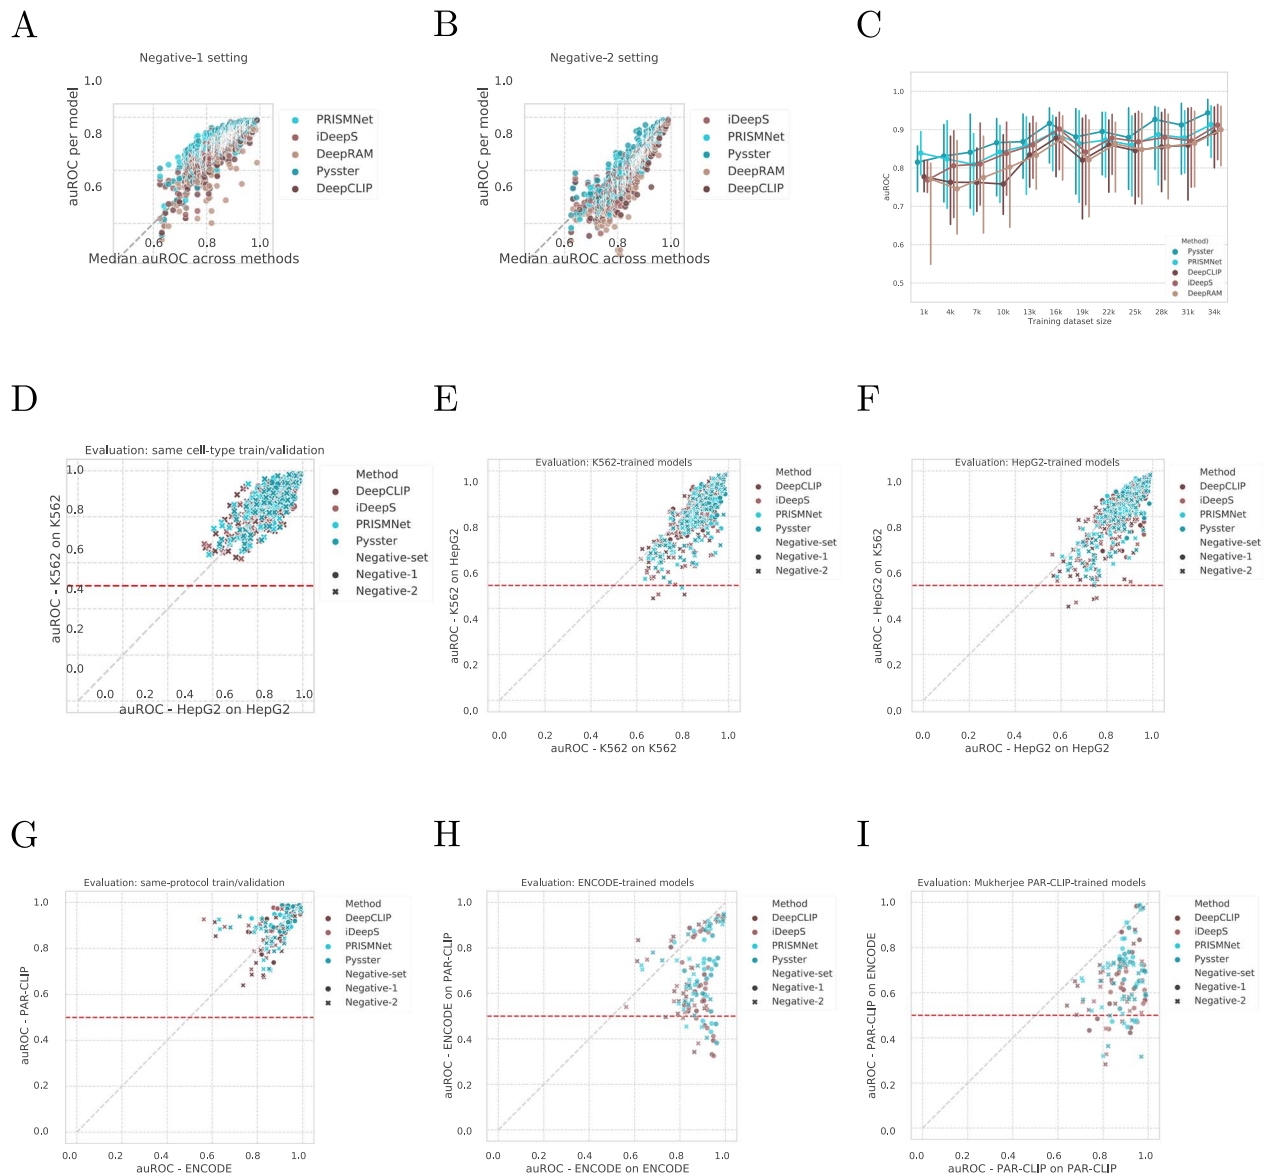 A
Negative-1 setting
auROC per model
1.0
0.8
0.6
0.6
0.8
1.0
Median auROC across methods
PRISMNet
iDeepS
DeepRAM
Pysster
DeepCLIP
B
Negative-2 setting
auROC per model
1.0
0.8
0.6
0.6
0.8
1.0
Median auROC across methods
iDeepS
PRISMNet
Pysster
DeepRAM
DeepCLIP
C
auROC
1.0
0.9
0.8
0.7
0.6
0.5
1k
4k
7k
10k
13k
16k
19k
22k
25k
28k
31k
34k
Training dataset size
Method)
Pysster
PRISMNet
DeepCLIP
iDeepS
DeepRAM
D
Evaluation: same cell-type train/validation
auROC - K562 on K562
1.0
0.8
0.6
0.4
0.2
0.0
0.0
0.2
0.4
0.6
0.8
1.0
auROC - HepG2 on HepG2
Method
DeepCLIP
iDeepS
PRISMNet
Pysster
Negative-set
Negative-1
Negative-2
E
Evaluation: K562-trained models
auROC - K562 on HepG2
1.0
0.8
0.6
0.4
0.2
0.0
0.0
0.2
0.4
0.6
0.8
1.0
auROC - K562 on K562
Method
DeepCLIP
iDeepS
PRISMNet
Pysster
Negative-set
Negative-1
Negative-2
F
Evaluation: HepG2-trained models
auROC - HepG2 on K562
1.0
0.8
0.6
0.4
0.2
0.0
0.0
0.2
0.4
0.6
0.8
1.0
auROC - HepG2 on HepG2
Method
DeepCLIP
iDeepS
PRISMNet
Pysster
Negative-set
Negative-1
Negative-2
G
Evaluation: same-protocol train/validation
auROC - PAR-CLIP
1.0
0.8
0.6
0.4
0.2
0.0
0.0
0.2
0.4
0.6
0.8
1.0
auROC - ENCODE
Method
DeepCLIP
iDeepS
PRISMNet
Pysster
Negative-set
Negative-1
Negative-2
H
Evaluation: ENCODE-trained models
auROC - ENCODE on PAR-CLIP
1.0
0.8
0.6
0.4
0.2
0.0
0.0
0.2
0.4
0.6
0.8
1.0
auROC - ENCODE on ENCODE
Method
DeepCLIP
iDeepS
PRISMNet
Pysster
Negative-set
Negative-1
Negative-2
I
Evaluation: Mukherjee PAR-CLIP-trained models
auROC - PAR-CLIP on ENCODE
1.0
0.8
0.6
0.4
0.2
0.0
0.0
0.2
0.4
0.6
0.8
1.0
auROC - PAR-CLIP on PAR-CLIP
Method
DeepCLIP
iDeepS
PRISMNet
Pysster
Negative-set
Negative-1
Negative-2